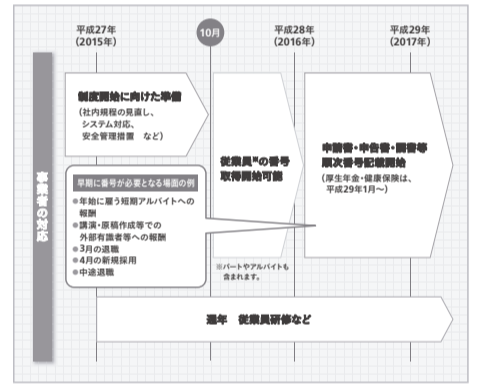 平成27年
（2015年）
10月
平成28年
（2016年）
平成29年
（2017年）
事業者の対応
制度開始に向けた準備
（社内規程の見直し、
システム対応、
安全管理措置　など）
従業員※の番号
取得開始可能
申請書・申告書・調書等
順次番号記載開始
（厚生年金・健康保険は、
平成29年1月〜）
早期に番号が必要となる場面の例
●年始に雇う短期アルバイトへの
報酬
●講演・原稿作成等での
外部有識者等への報酬
●3月の退職
●4月の新規採用
●中途退職
※パートやアルバイトも
含まれます。
通年　従業員研修など